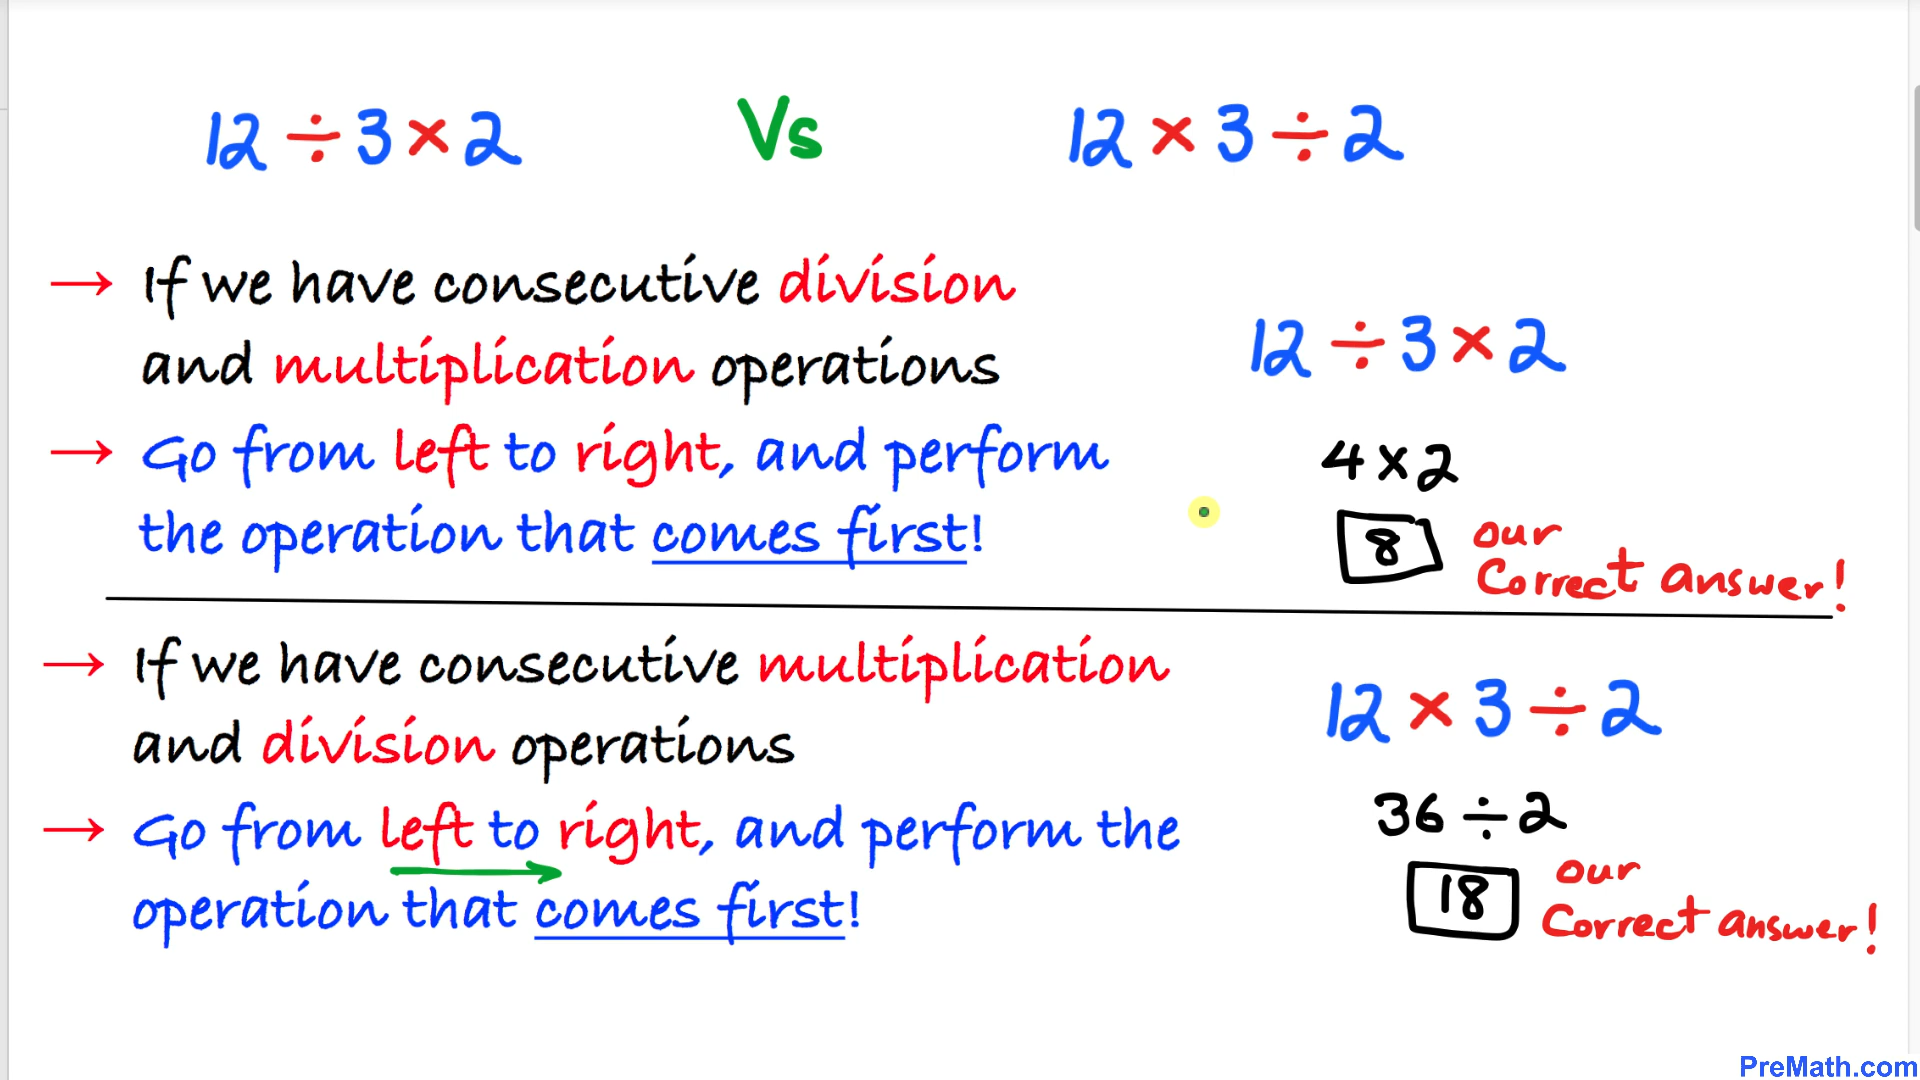 12 ÷ 3 × 2 Vs 12 × 3 ÷ 2
→ If we have consecutive division
and multiplication operations
→ Go from left to right, and perform
the operation that comes first!
12 ÷ 3 × 2
4 × 2
8 our
Correct answer!
→ If we have consecutive multiplication
and division operations
→ Go from left to right, and perform the
operation that comes first!
12 × 3 ÷ 2
36 ÷ 2
18 our
Correct answer!
PreMath.com